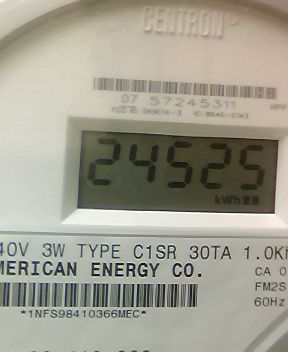 CENTRON
07 57245311
24525
kWh
40V 3W TYPE C1SR 30TA 1.0Kh
MERICAN ENERGY CO.
CA 0
FM2S
60Hz
*1NFS98410366MEC*